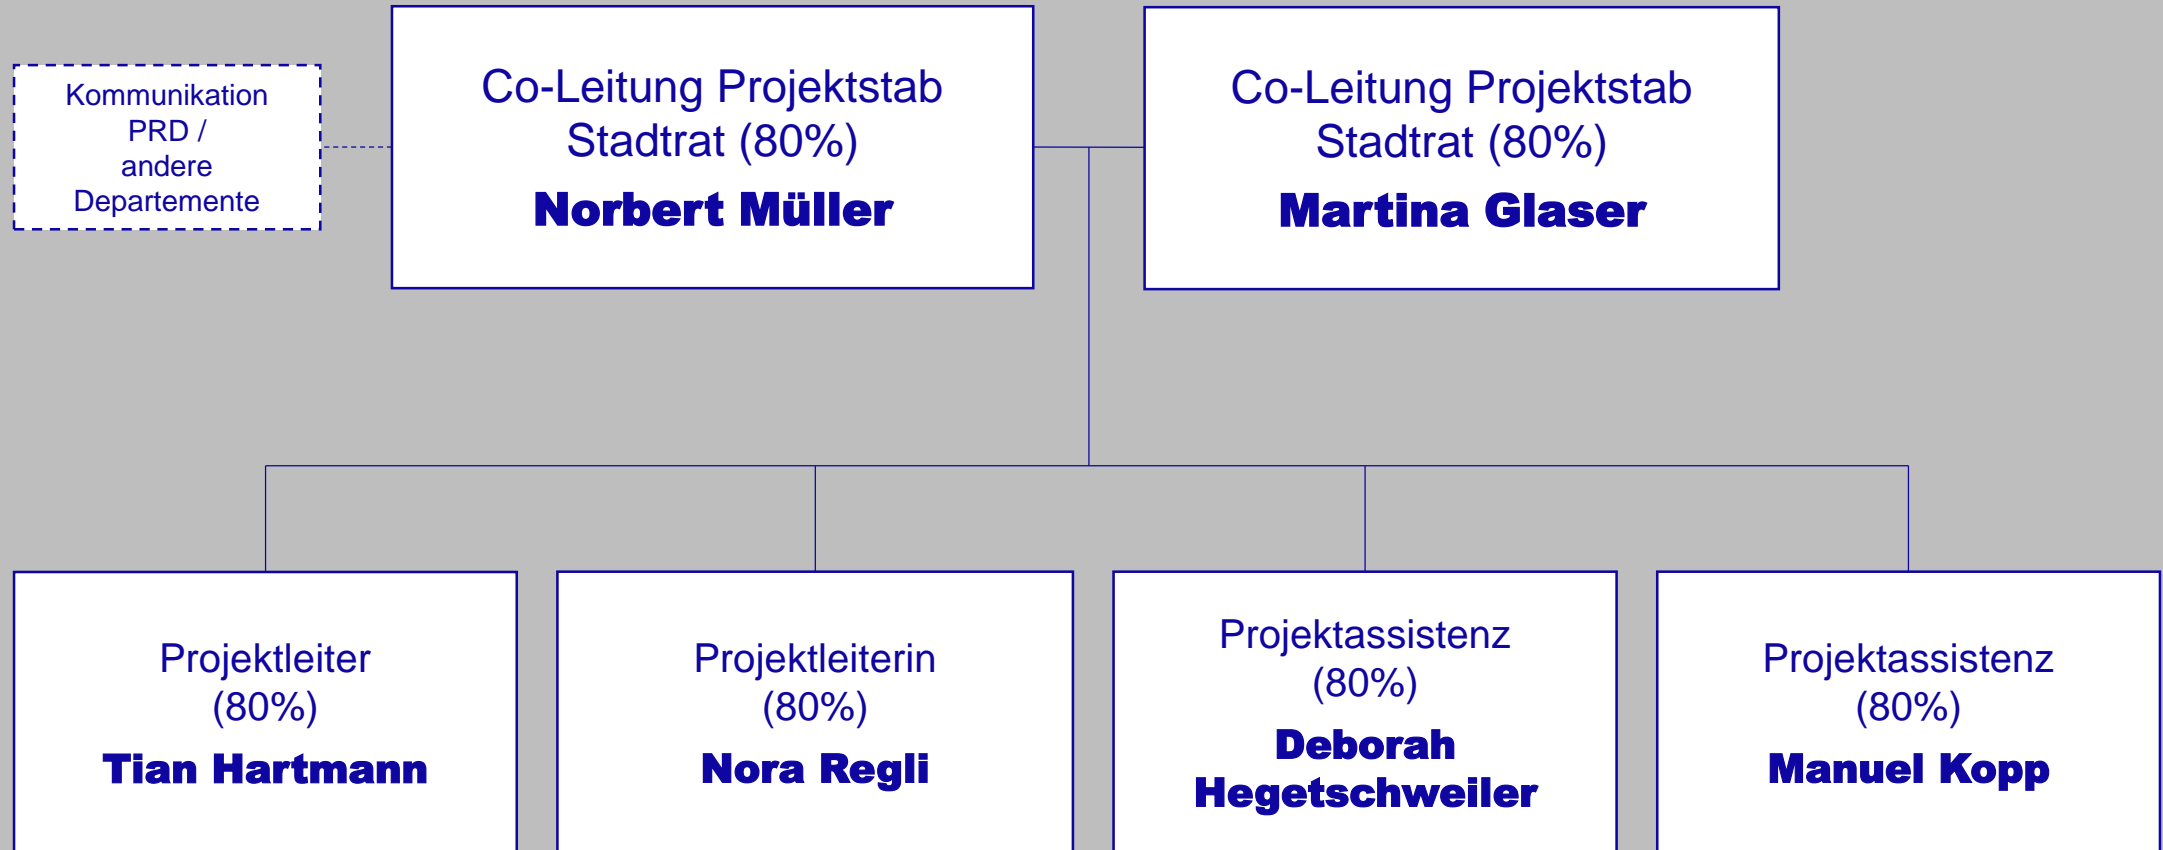 Kommunikation
PRD /
andere
Departemente
Co-Leitung Projektstab
Stadtrat (80%)
Norbert Müller
Co-Leitung Projektstab
Stadtrat (80%)
Martina Glaser
Projektleiter
(80%)
Tian Hartmann
Projektleiterin
(80%)
Nora Regli
Projektassistenz
(80%)
Deborah
Hegetschweiler
Projektassistenz
(80%)
Manuel Kopp